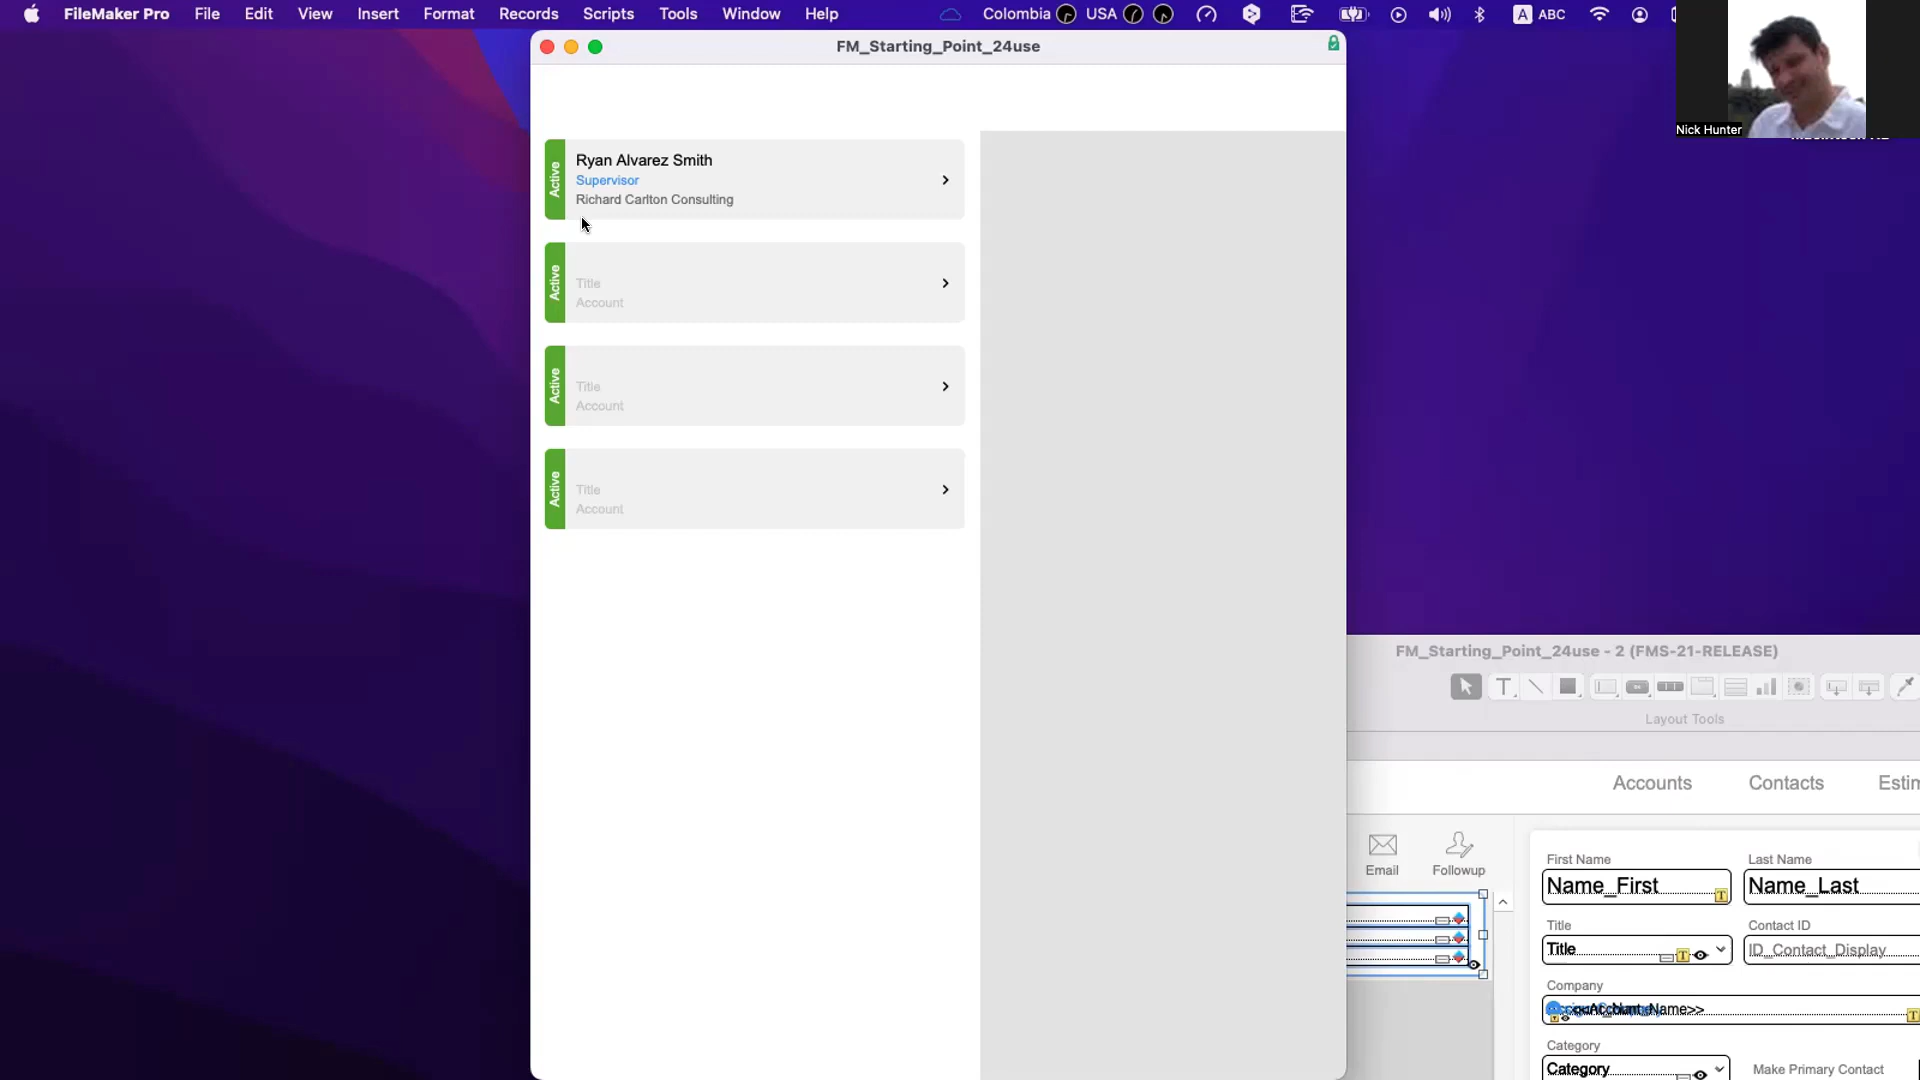 FileMaker Pro File Edit View Insert Format Records Scripts Tools Window Help
Colombia USA A ABC
FM_Starting_Point_24use
Nick Hunter
Active
Ryan Alvarez Smith
Supervisor
Richard Carlton Consulting
Active
Title
Account
Active
Title
Account
Active
Title
Account
FM_Starting_Point_24use - 2 (FMS-21-RELEASE)
Layout Tools
Accounts Contacts Estim
Email Followup
First Name Last Name
Name_First Name_Last
Title Contact ID
Title ID_Contact_Display
Company
<<Account_Name>>
Category
Category Make Primary Contact